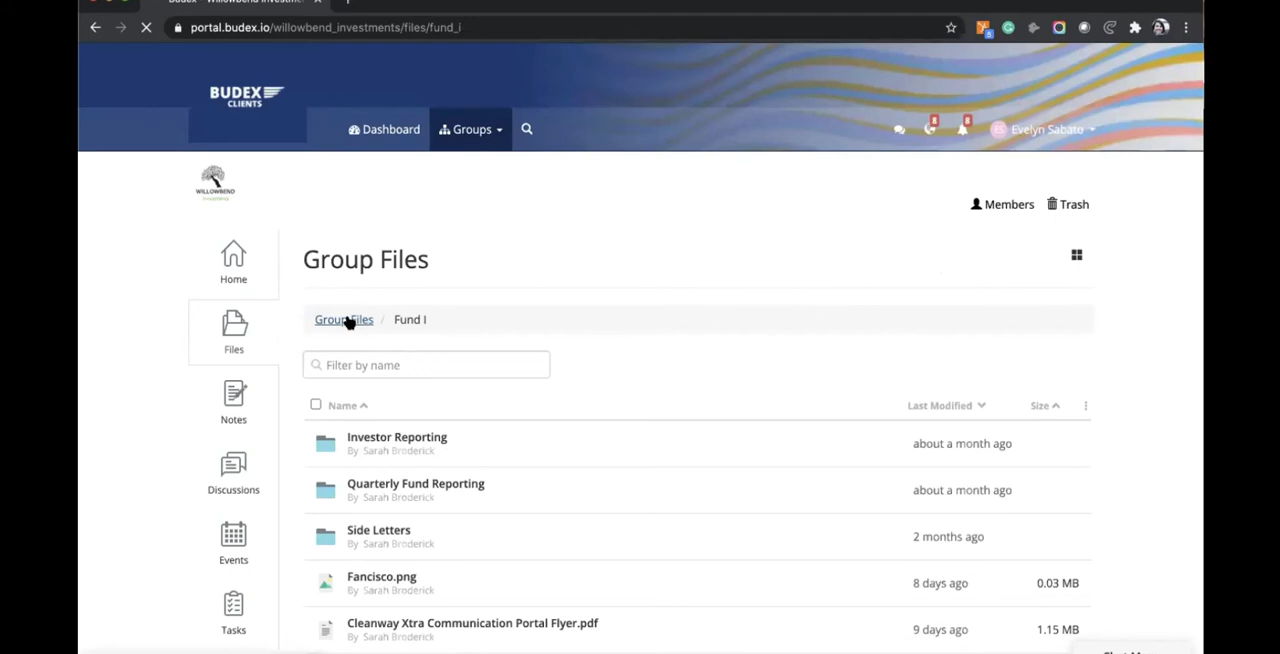 portal.budex.io/willowbend_investments/files/fund_i
BUDEX
CLIENTS
Dashboard
Groups
8
8
Evelyn Sabato
WILLOWBEND
Members
Trash
Home
Files
Notes
Discussions
Events
Tasks
Group Files
Group Files / Fund I
Filter by name
Name Last Modified Size
Investor Reporting about a month ago
By Sarah Broderick
Quarterly Fund Reporting about a month ago
By Sarah Broderick
Side Letters 2 months ago
By Sarah Broderick
Fancisco.png 8 days ago 0.03 MB
By Sarah Broderick
Cleanway Xtra Communication Portal Flyer.pdf 9 days ago 1.15 MB
By Sarah Broderick